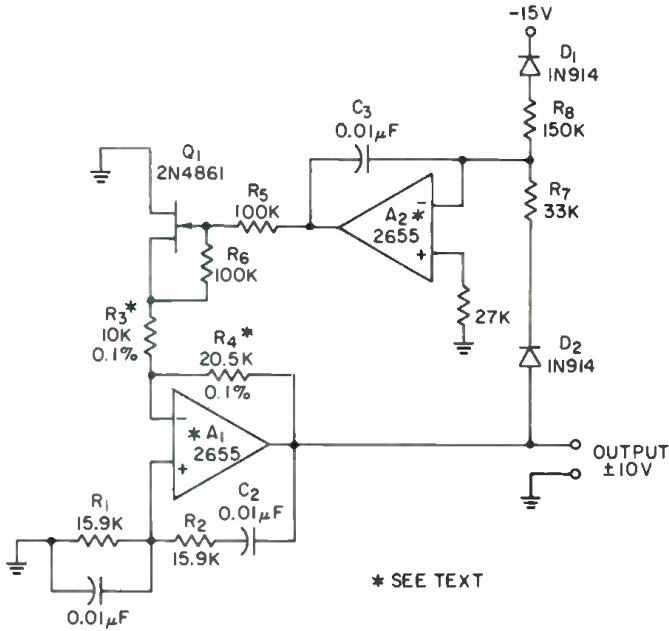 -15V
D1
1N914
R8
150K
C3
0.01µF
Q1
2N4861
R5
100K
A2*
2655
-
+
R7
33K
R6
100K
R3*
10K
0.1%
R4*
20.5K
0.1%
27K
D2
1N914
-
*A1
2655
+
OUTPUT
±10V
R1
15.9K
R2
15.9K
C2
0.01µF
0.01µF
* SEE TEXT